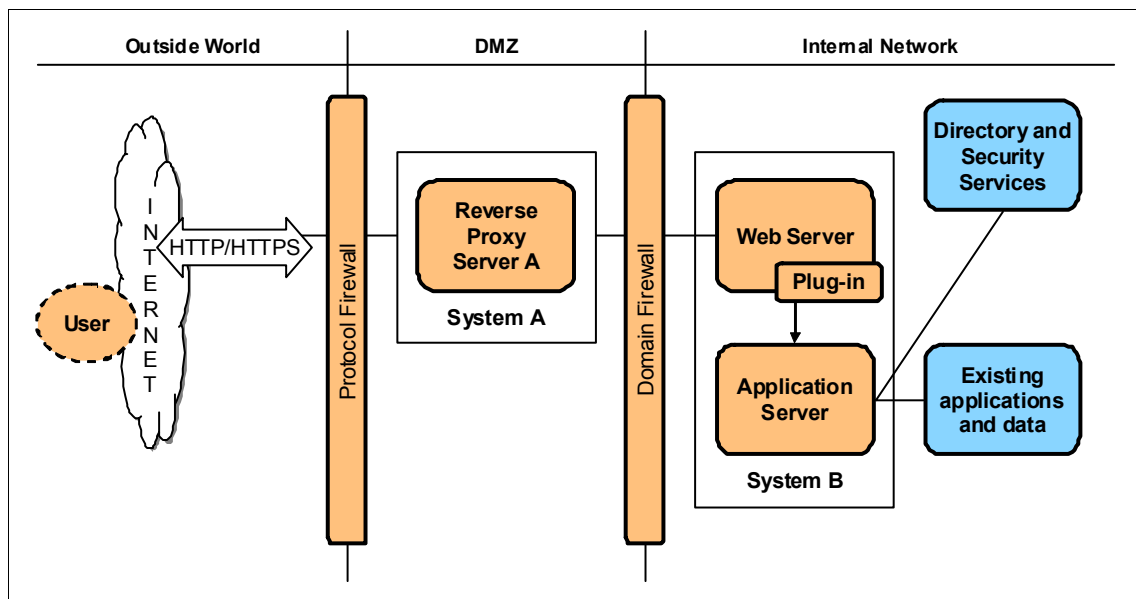 Outside World
DMZ
Internal Network
User
INTERNET
HTTP/HTTPS
Protocol Firewall
Reverse
Proxy
Server A
System A
Domain Firewall
Web Server
Plug-in
Application
Server
System B
Directory and
Security
Services
Existing
applications
and data